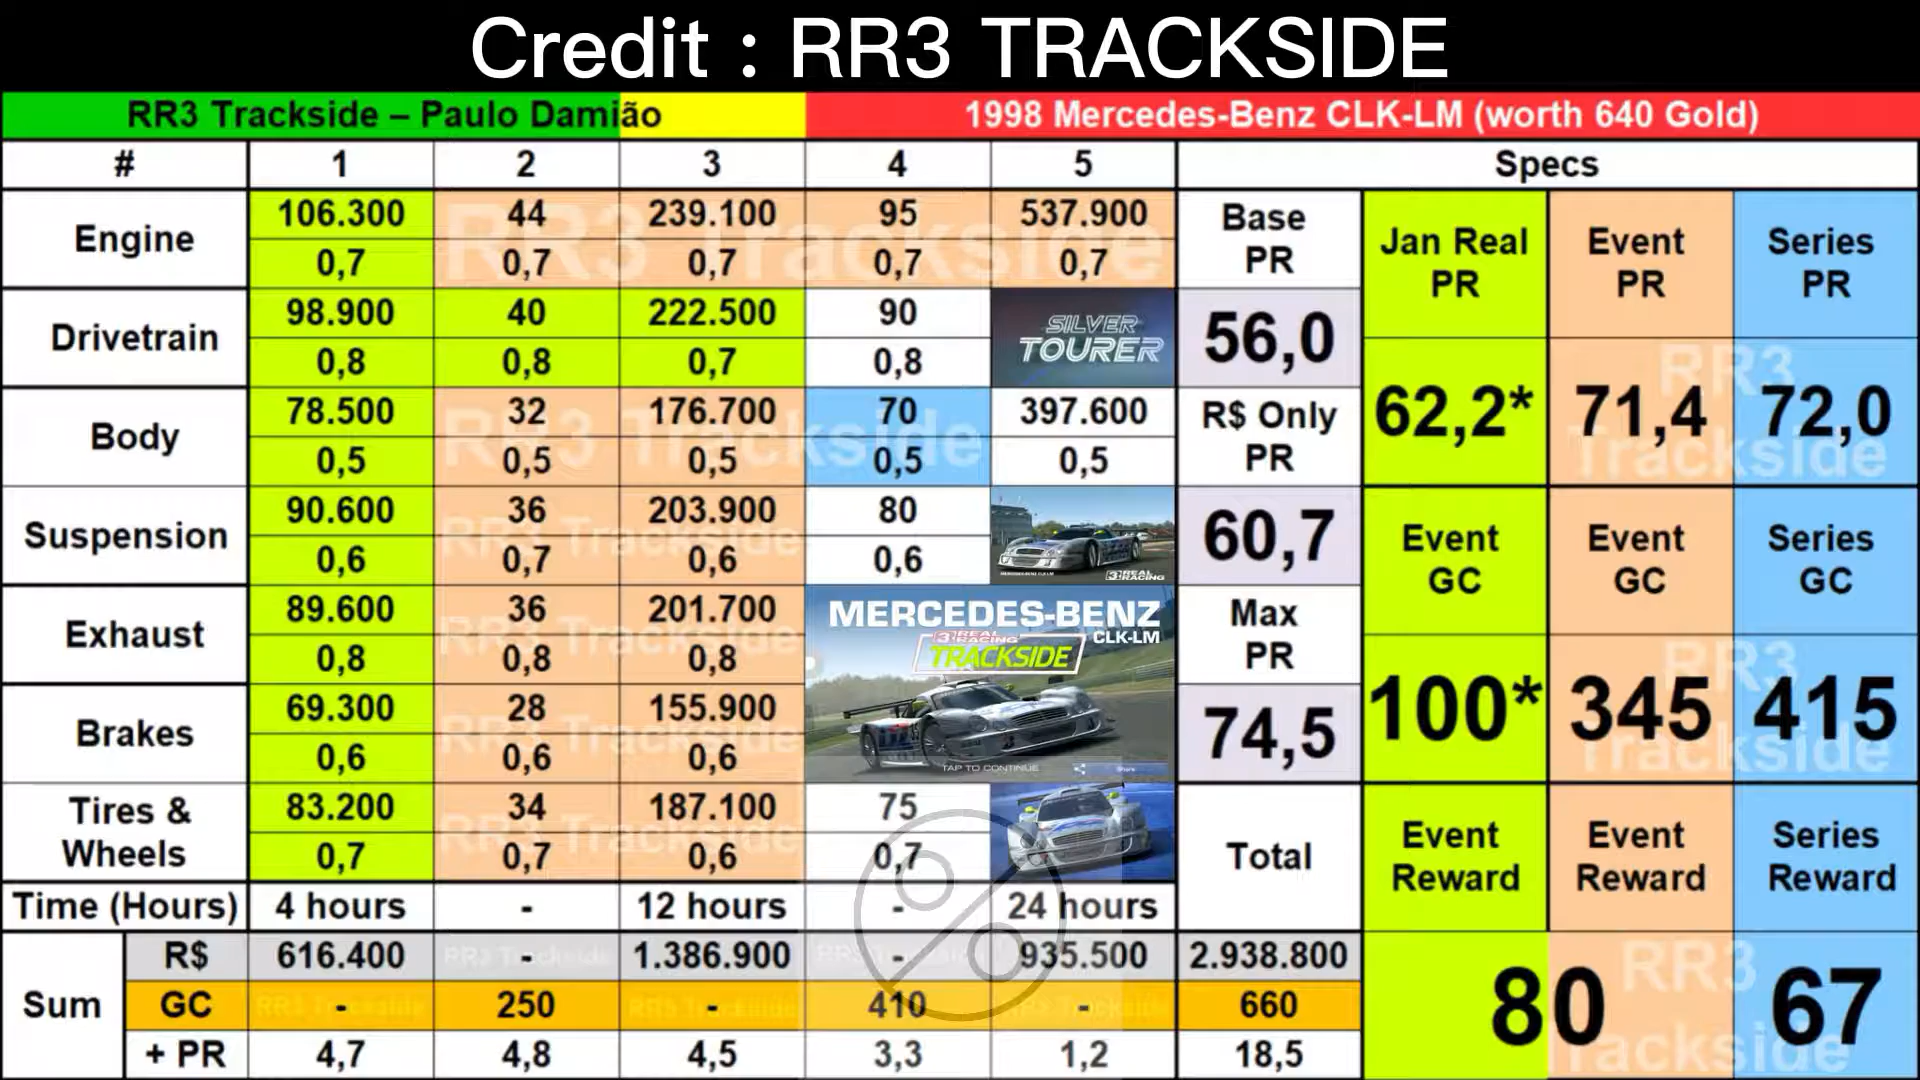 Credit : RR3 TRACKSIDE
RR3 Trackside – Paulo Damião 1998 Mercedes-Benz CLK-LM (worth 640 Gold)
# 1 2 3 4 5 Specs
Engine 106.300 44 239.100 95 537.900
0,7 0,7 0,7 0,7 0,7
Base PR
Jan Real PR
Event PR
Series PR
Drivetrain 98.900 40 222.500 90
0,8 0,8 0,7 0,8
SILVER
TOURER
56,0
62,2* 71,4 72,0
Body 78.500 32 176.700 70 397.600
0,5 0,5 0,5 0,5 0,5
R$ Only PR
Suspension 90.600 36 203.900 80
0,6 0,7 0,6 0,6
REAL RACING
60,7
Event GC
Event GC
Series GC
Exhaust 89.600 36 201.700
0,8 0,8 0,8
MERCEDES-BENZ
CLK-LM
REAL RACING
TRACKSIDE
TAP TO CONTINUE
Share
Max PR
100* 345 415
Brakes 69.300 28 155.900
0,6 0,6 0,6
74,5
Tires & Wheels 83.200 34 187.100 75
0,7 0,7 0,6 0,7
Total
Event Reward
Event Reward
Series Reward
Time (Hours) 4 hours - 12 hours - 24 hours
Sum
R$ 616.400 - 1.386.900 - 935.500 2.938.800
GC - 250 - 410 - 660
+ PR 4,7 4,8 4,5 3,3 1,2 18,5
80 67
RR3 Trackside